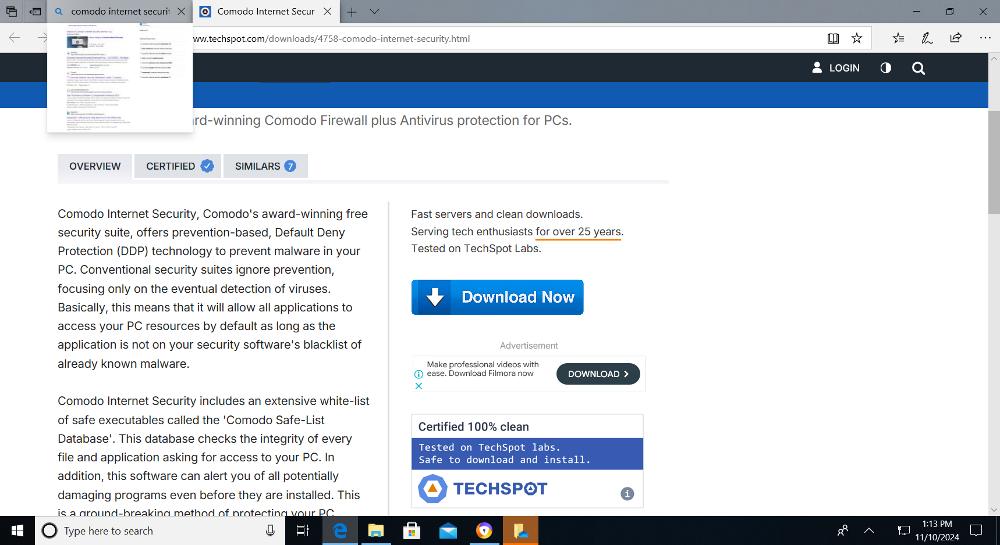 comodo internet securit
Comodo Internet Secur
ww.techspot.com/downloads/4758-comodo-internet-security.html
LOGIN
rd-winning Comodo Firewall plus Antivirus protection for PCs.
OVERVIEW
CERTIFIED
SIMILARS 7
Comodo Internet Security, Comodo's award-winning free
security suite, offers prevention-based, Default Deny
Protection (DDP) technology to prevent malware in your
PC. Conventional security suites ignore prevention,
focusing only on the eventual detection of viruses.
Basically, this means that it will allow all applications to
access your PC resources by default as long as the
application is not on your security software's blacklist of
already known malware.
Comodo Internet Security includes an extensive white-list
of safe executables called the 'Comodo Safe-List
Database'. This database checks the integrity of every
file and application asking for access to your PC. In
addition, this software can alert you of all potentially
damaging programs even before they are installed. This
is a ground-breaking method of protecting your PC
Fast servers and clean downloads.
Serving tech enthusiasts for over 25 years.
Tested on TechSpot Labs.
Download Now
Advertisement
Make professional videos with
ease. Download Filmora now
DOWNLOAD
Certified 100% clean
Tested on TechSpot labs.
Safe to download and install.
TECHSPOT
Type here to search
1:13 PM
11/10/2024